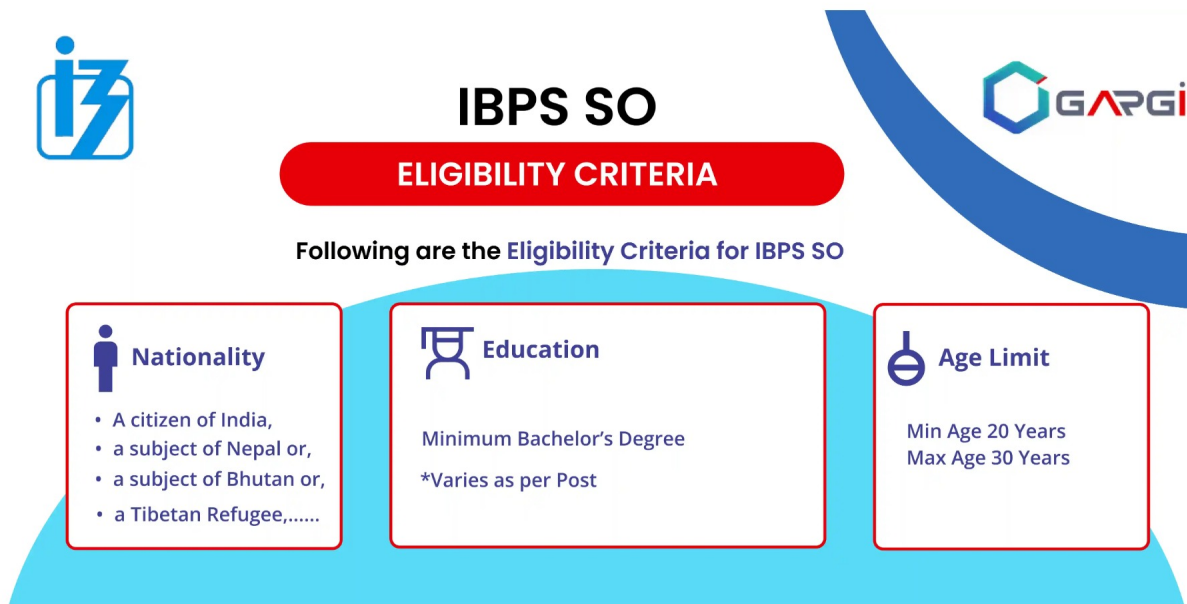 IBPS SO
GARGI
ELIGIBILITY CRITERIA
Following are the Eligibility Criteria for IBPS SO
Nationality
• A citizen of India,
• a subject of Nepal or,
• a subject of Bhutan or,
• a Tibetan Refugee,......
Education
Minimum Bachelor’s Degree
*Varies as per Post
Age Limit
Min Age 20 Years
Max Age 30 Years